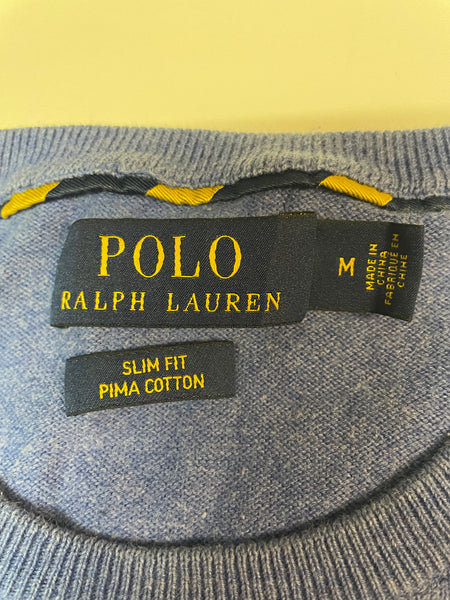 POLO
RALPH LAUREN
M
MADE IN
CHINA
FABRIQUE EN
CHINE
SLIM FIT
PIMA COTTON